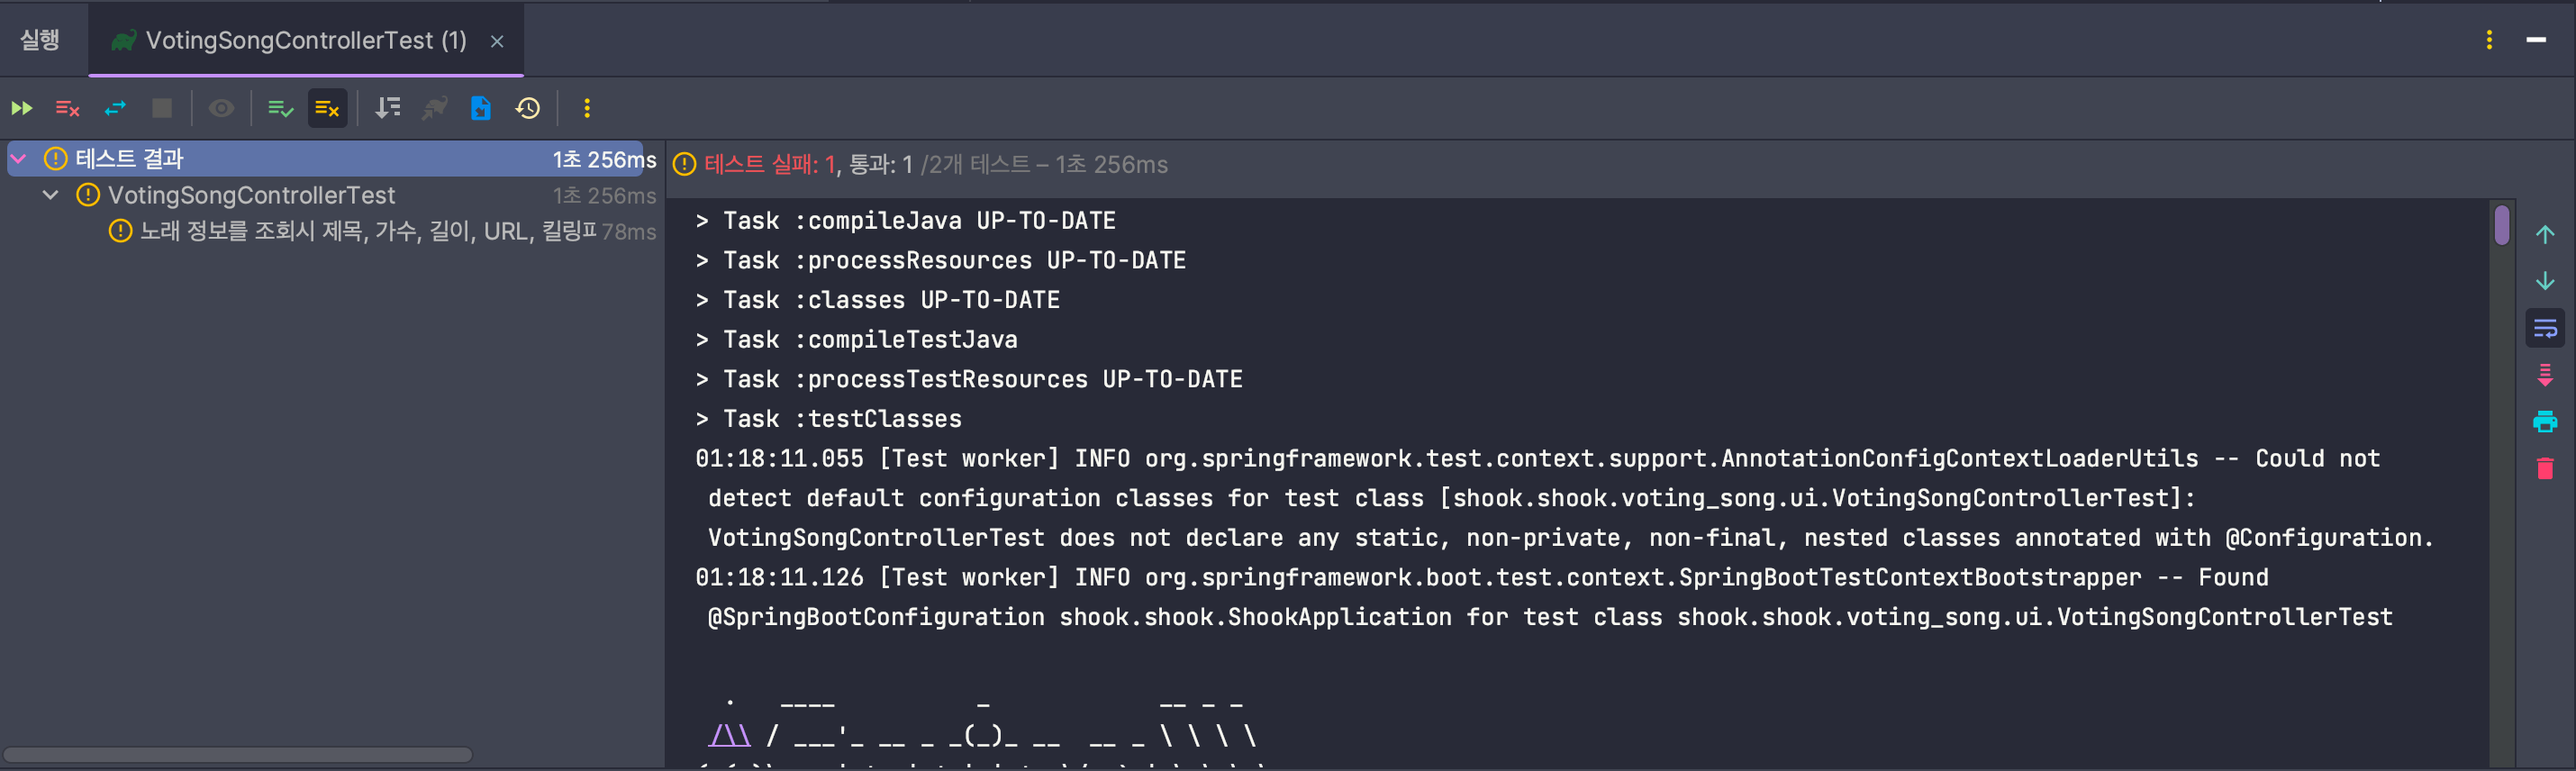 실행 VotingSongControllerTest (1)
테스트 결과 1초 256ms
VotingSongControllerTest 1초 256ms
노래 정보를 조회시 제목, 가수, 길이, URL, 78ms
테스트 실패: 1, 통과: 1 /2개 테스트 – 1초 256ms
> Task :compileJava UP-TO-DATE
> Task :processResources UP-TO-DATE
> Task :classes UP-TO-DATE
> Task :compileTestJava
> Task :processTestResources UP-TO-DATE
> Task :testClasses
01:18:11.055 [Test worker] INFO org.springframework.test.context.support.AnnotationConfigContextLoaderUtils -- Could not
detect default configuration classes for test class [shook.shook.voting_song.ui.VotingSongControllerTest]:
VotingSongControllerTest does not declare any static, non-private, non-final, nested classes annotated with @Configuration.
01:18:11.126 [Test worker] INFO org.springframework.boot.test.context.SpringBootTestContextBootstrapper -- Found
@SpringBootConfiguration shook.shook.ShookApplication for test class shook.shook.voting_song.ui.VotingSongControllerTest
  .   ____          _            __ _ _
 /\\ / ___'_ __ _ _(_)_ __  __ _ \ \ \ \